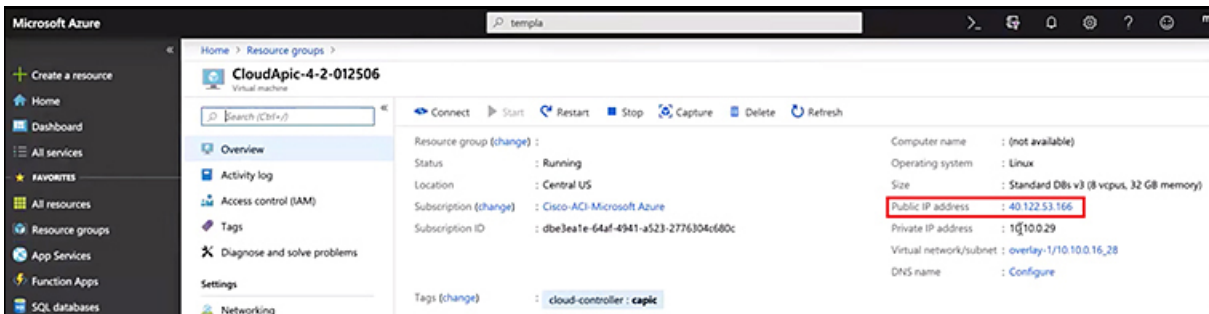 Microsoft Azure
templa
Home > Resource groups >
CloudApic-4-2-012506
Virtual machine
Create a resource
Home
Dashboard
All services
FAVORITES
All resources
Resource groups
App Services
Function Apps
SQL databases
Search (Ctrl+/)
Overview
Activity log
Access control (IAM)
Tags
Diagnose and solve problems
Settings
Networking
Connect Start Restart Stop Capture Delete Refresh
Resource group (change) :
Status : Running
Location : Central US
Subscription (change) : Cisco-ACI-Microsoft Azure
Subscription ID : dbe3ea1e-64af-4941-a523-2776304c680c
Tags (change) : cloud-controller : capic
Computer name : (not available)
Operating system : Linux
Size : Standard D8s v3 (8 vcpus, 32 GB memory)
Public IP address : 40.122.53.166
Private IP address : 10.10.0.29
Virtual network/subnet : overlay-1/10.10.0.16_28
DNS name : Configure